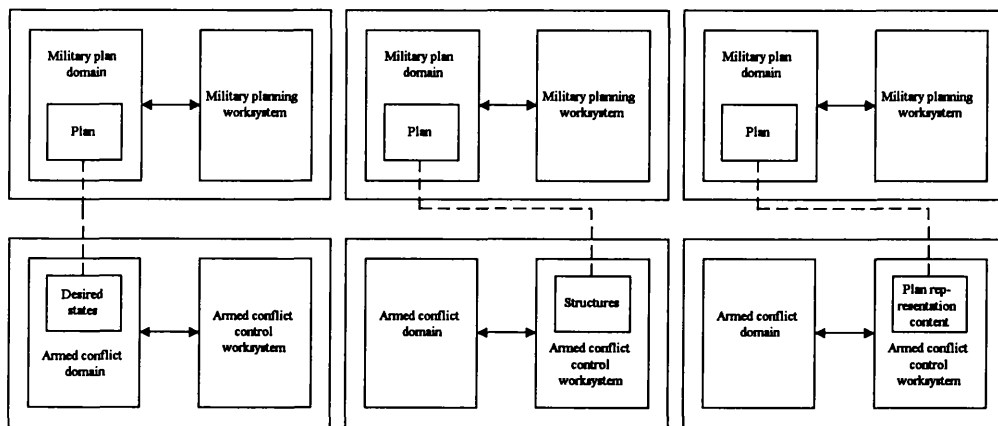 Military plan
domain
Plan
Military planning
worksystem
Military plan
domain
Plan
Military planning
worksystem
Military plan
domain
Plan
Military planning
worksystem
Desired
states
Armed conflict
domain
Armed conflict
control
worksystem
Armed conflict
domain
Structures
Armed conflict
control
worksystem
Armed conflict
domain
Plan rep-
resentation
content
Armed conflict
control
worksystem